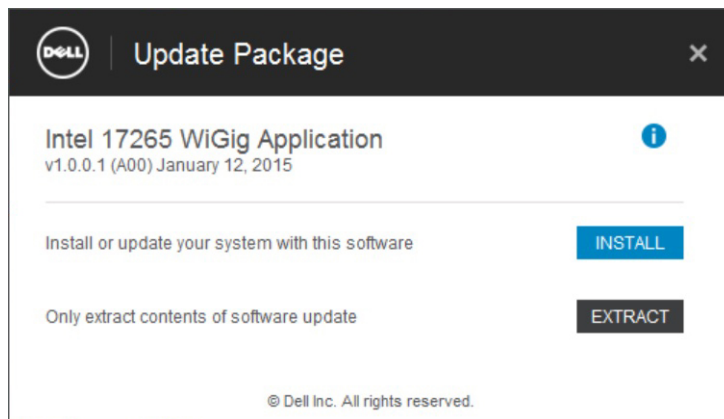 DELL
Update Package
Intel 17265 WiGig Application
v1.0.0.1 (A00) January 12, 2015
Install or update your system with this software
INSTALL
Only extract contents of software update
EXTRACT
© Dell Inc. All rights reserved.